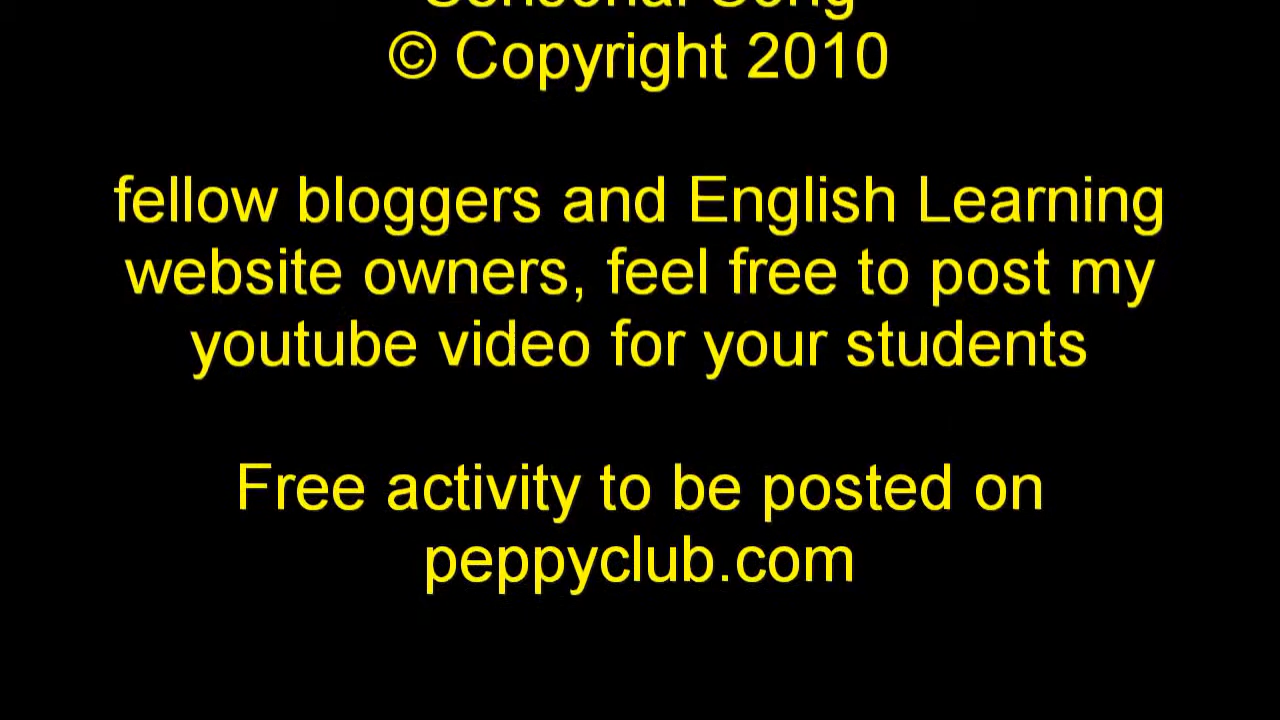 Song
© Copyright 2010
fellow bloggers and English Learning
website owners, feel free to post my
youtube video for your students
Free activity to be posted on
peppyclub.com